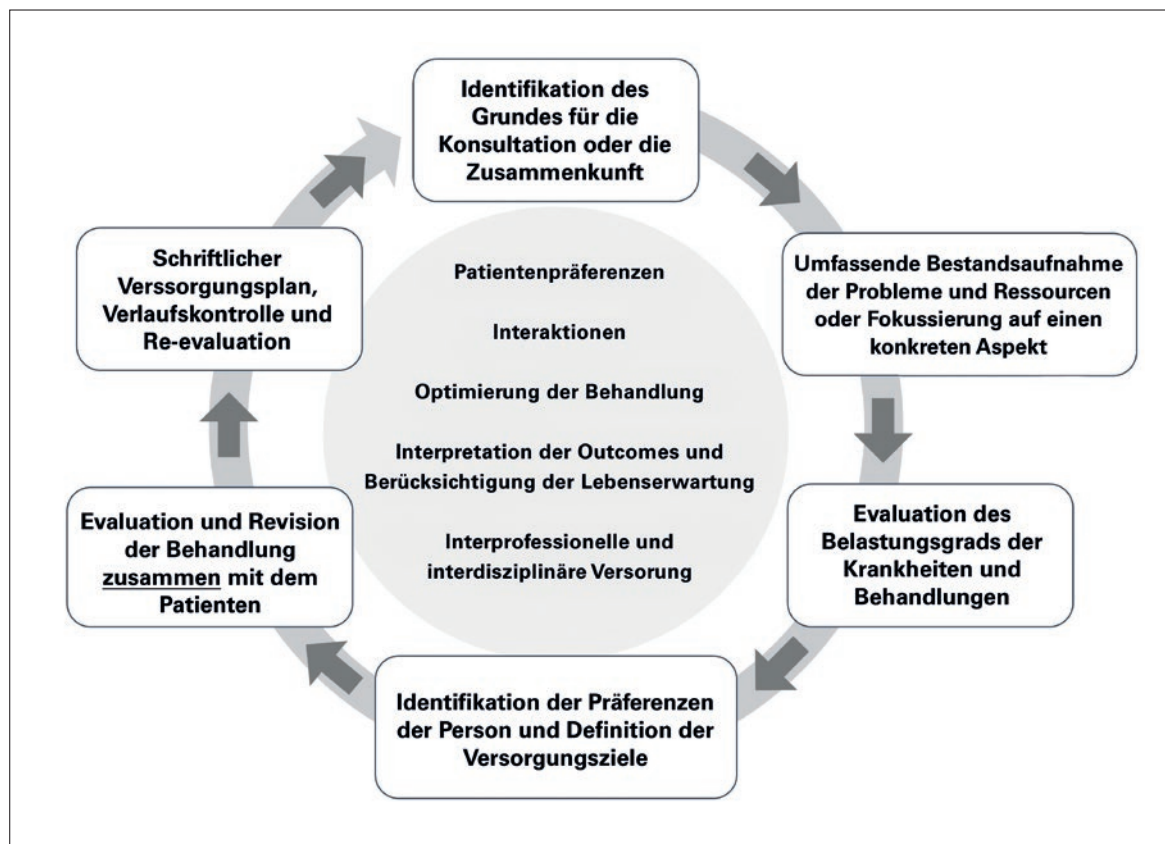 Identifikation des
Grundes für die
Konsultation oder die
Zusammenkunft
Umfassende Bestandsaufnahme
der Probleme und Ressourcen
oder Fokussierung auf einen
konkreten Aspekt
Evaluation des
Belastungsgrads der
Krankheiten und
Behandlungen
Identifikation der Präferenzen
der Person und Definition der
Versorgungsziele
Evaluation und Revision
der Behandlung
zusammen mit dem
Patienten
Schriftlicher
Verssorgungsplan,
Verlaufskontrolle und
Re-evaluation
Patientenpräferenzen
Interaktionen
Optimierung der Behandlung
Interpretation der Outcomes und
Berücksichtigung der Lebenserwartung
Interprofessionelle und
interdisziplinäre Versorung